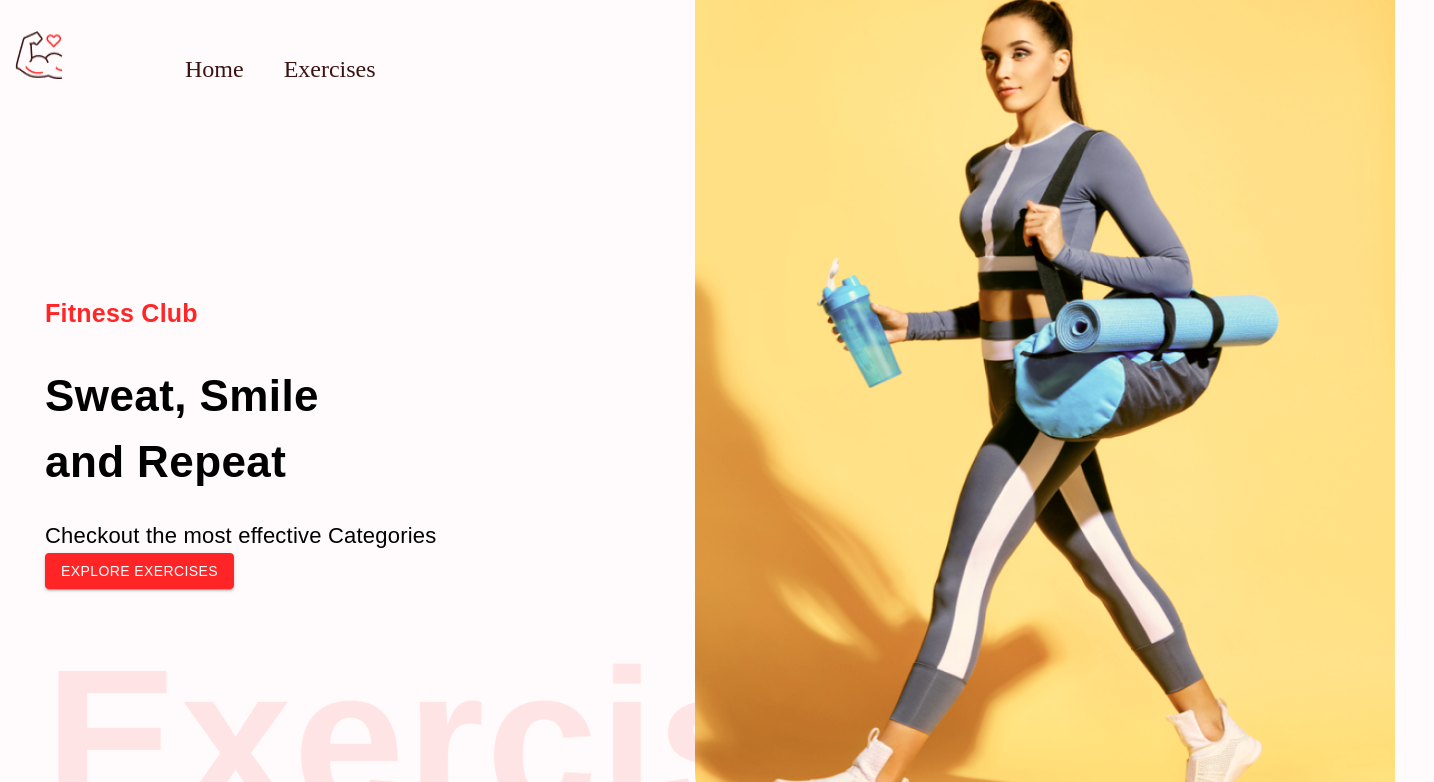 Home Exercises
Fitness Club
Sweat, Smile
and Repeat
Checkout the most effective Categories
EXPLORE EXERCISES
Exercis